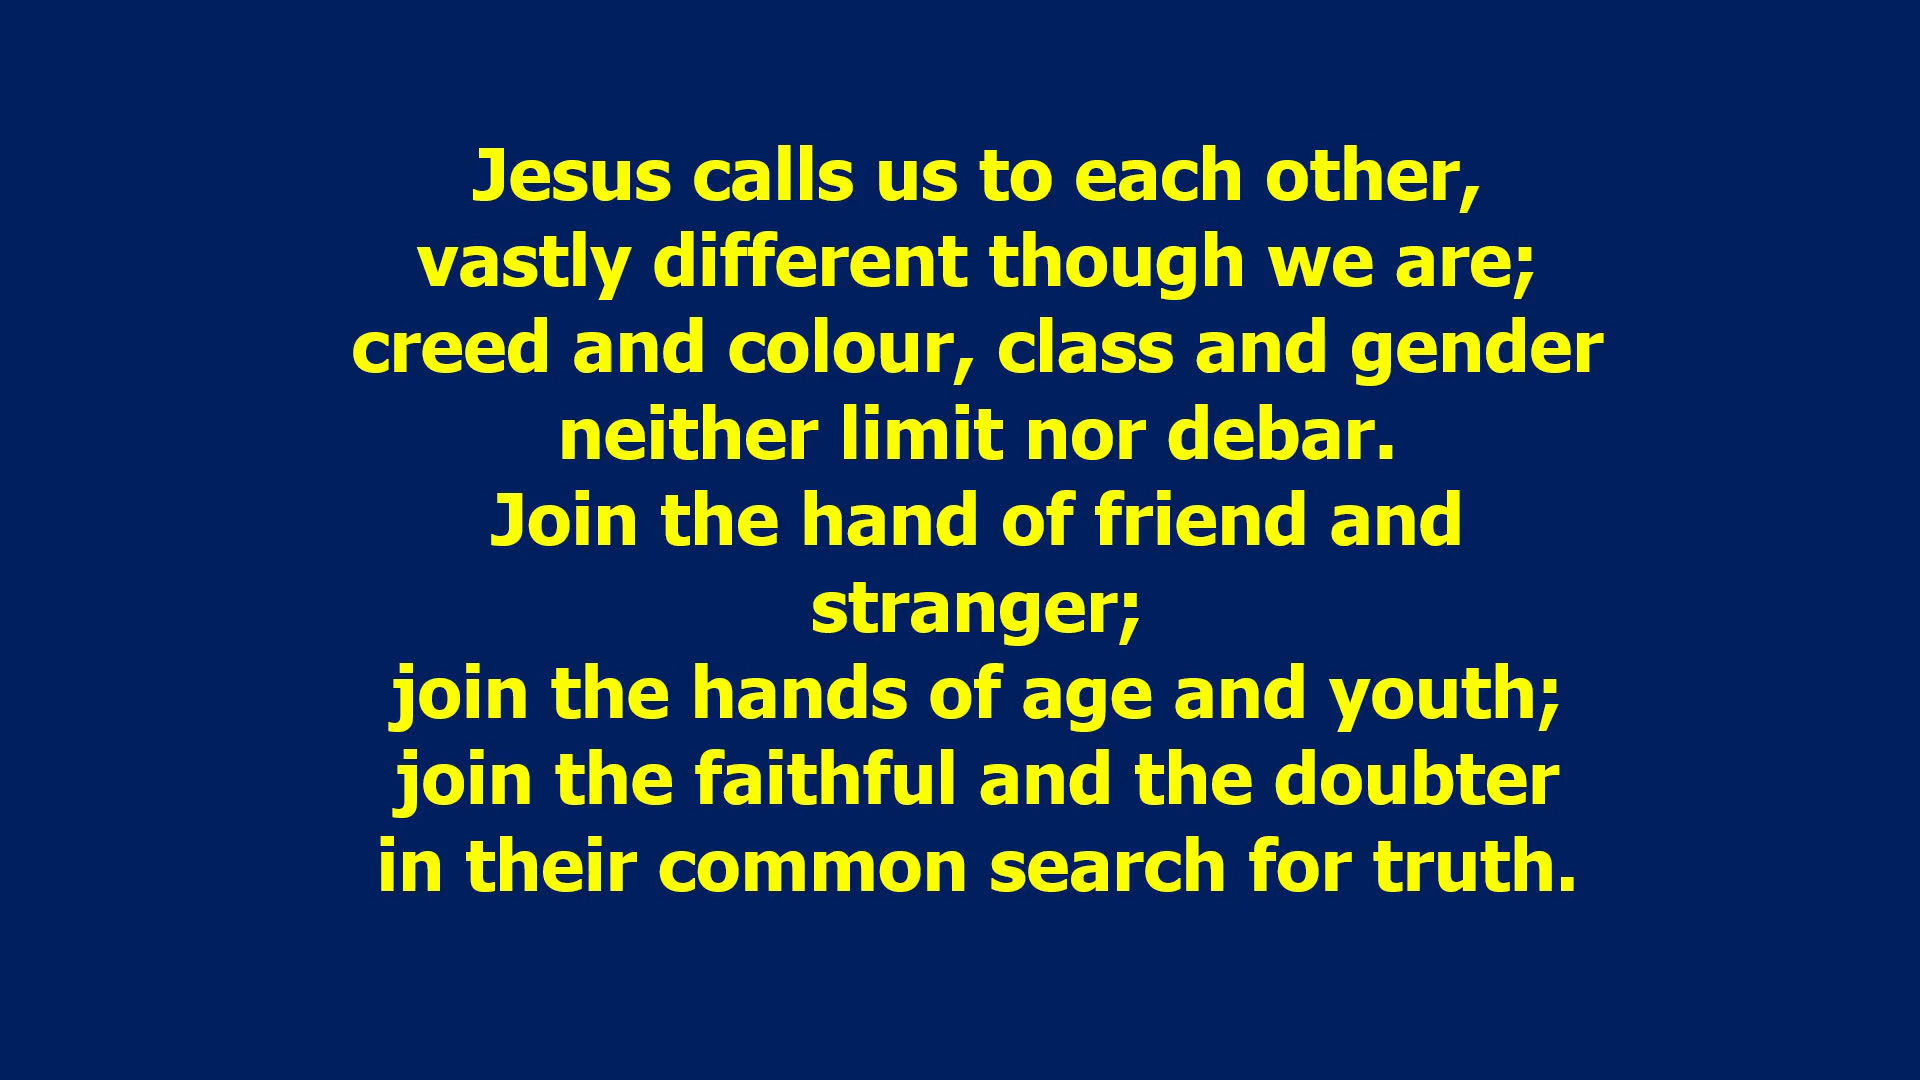 Jesus calls us to each other,
vastly different though we are;
creed and colour, class and gender
neither limit nor debar.
Join the hand of friend and
stranger;
join the hands of age and youth;
join the faithful and the doubter
in their common search for truth.